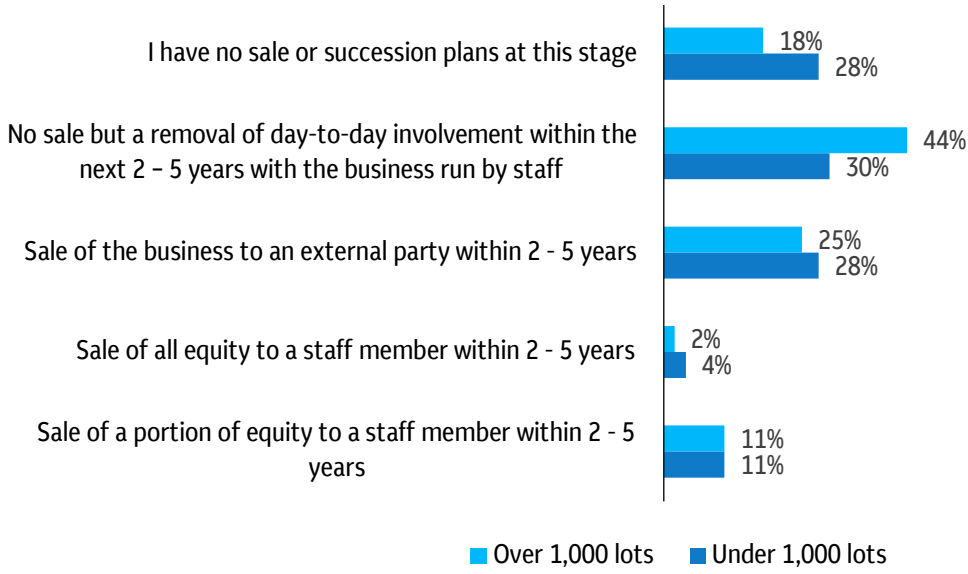 I have no sale or succession plans at this stage
18%
28%
No sale but a removal of day-to-day involvement within the
next 2 – 5 years with the business run by staff
44%
30%
Sale of the business to an external party within 2 - 5 years
25%
28%
Sale of all equity to a staff member within 2 - 5 years
2%
4%
Sale of a portion of equity to a staff member within 2 - 5
years
11%
11%
Over 1,000 lots
Under 1,000 lots